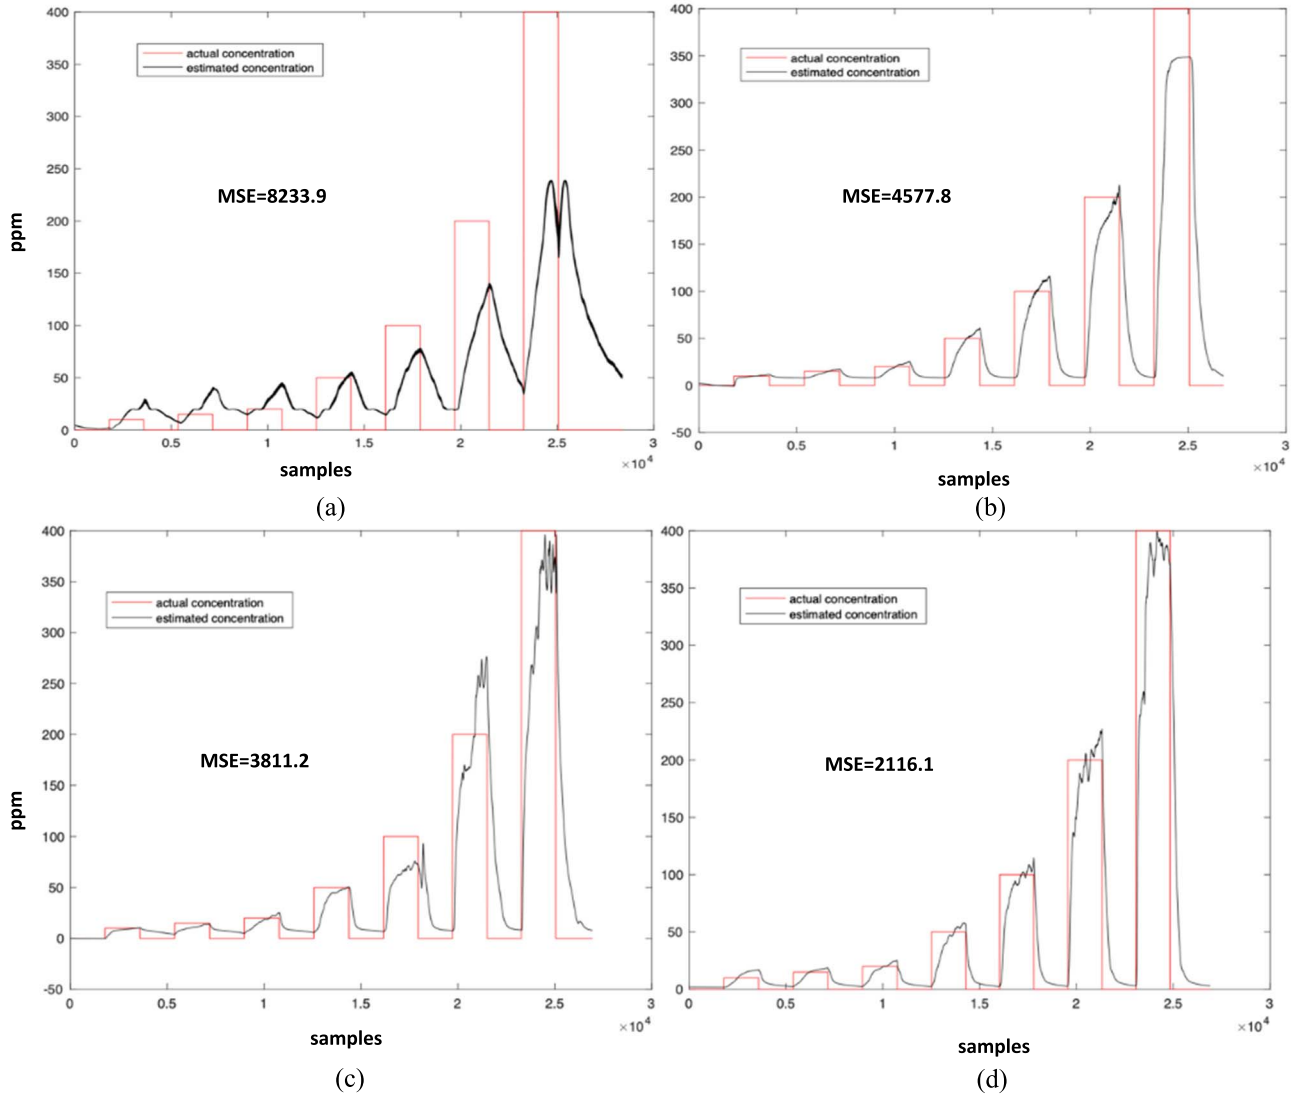 400
350
300
250
200
150
100
50
0
ppm
actual concentration
estimated concentration
MSE=8233.9
0 0.5 1 1.5 2 2.5 3
×10⁴
samples
(a)
400
350
300
250
200
150
100
50
0
-50
actual concentration
estimated concentration
MSE=4577.8
0 0.5 1 1.5 2 2.5 3
×10⁴
samples
(b)
400
350
300
250
200
150
100
50
0
-50
ppm
actual concentration
estimated concentration
MSE=3811.2
0 0.5 1 1.5 2 2.5 3
×10⁴
samples
(c)
400
350
300
250
200
150
100
50
0
actual concentration
estimated concentration
MSE=2116.1
0 0.5 1 1.5 2 2.5 3
×10⁴
samples
(d)